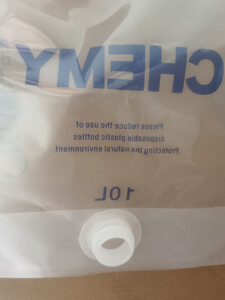 CHEMY
Please reduce the use of
disposable plastic bottles
Protecting the natural environment
10L